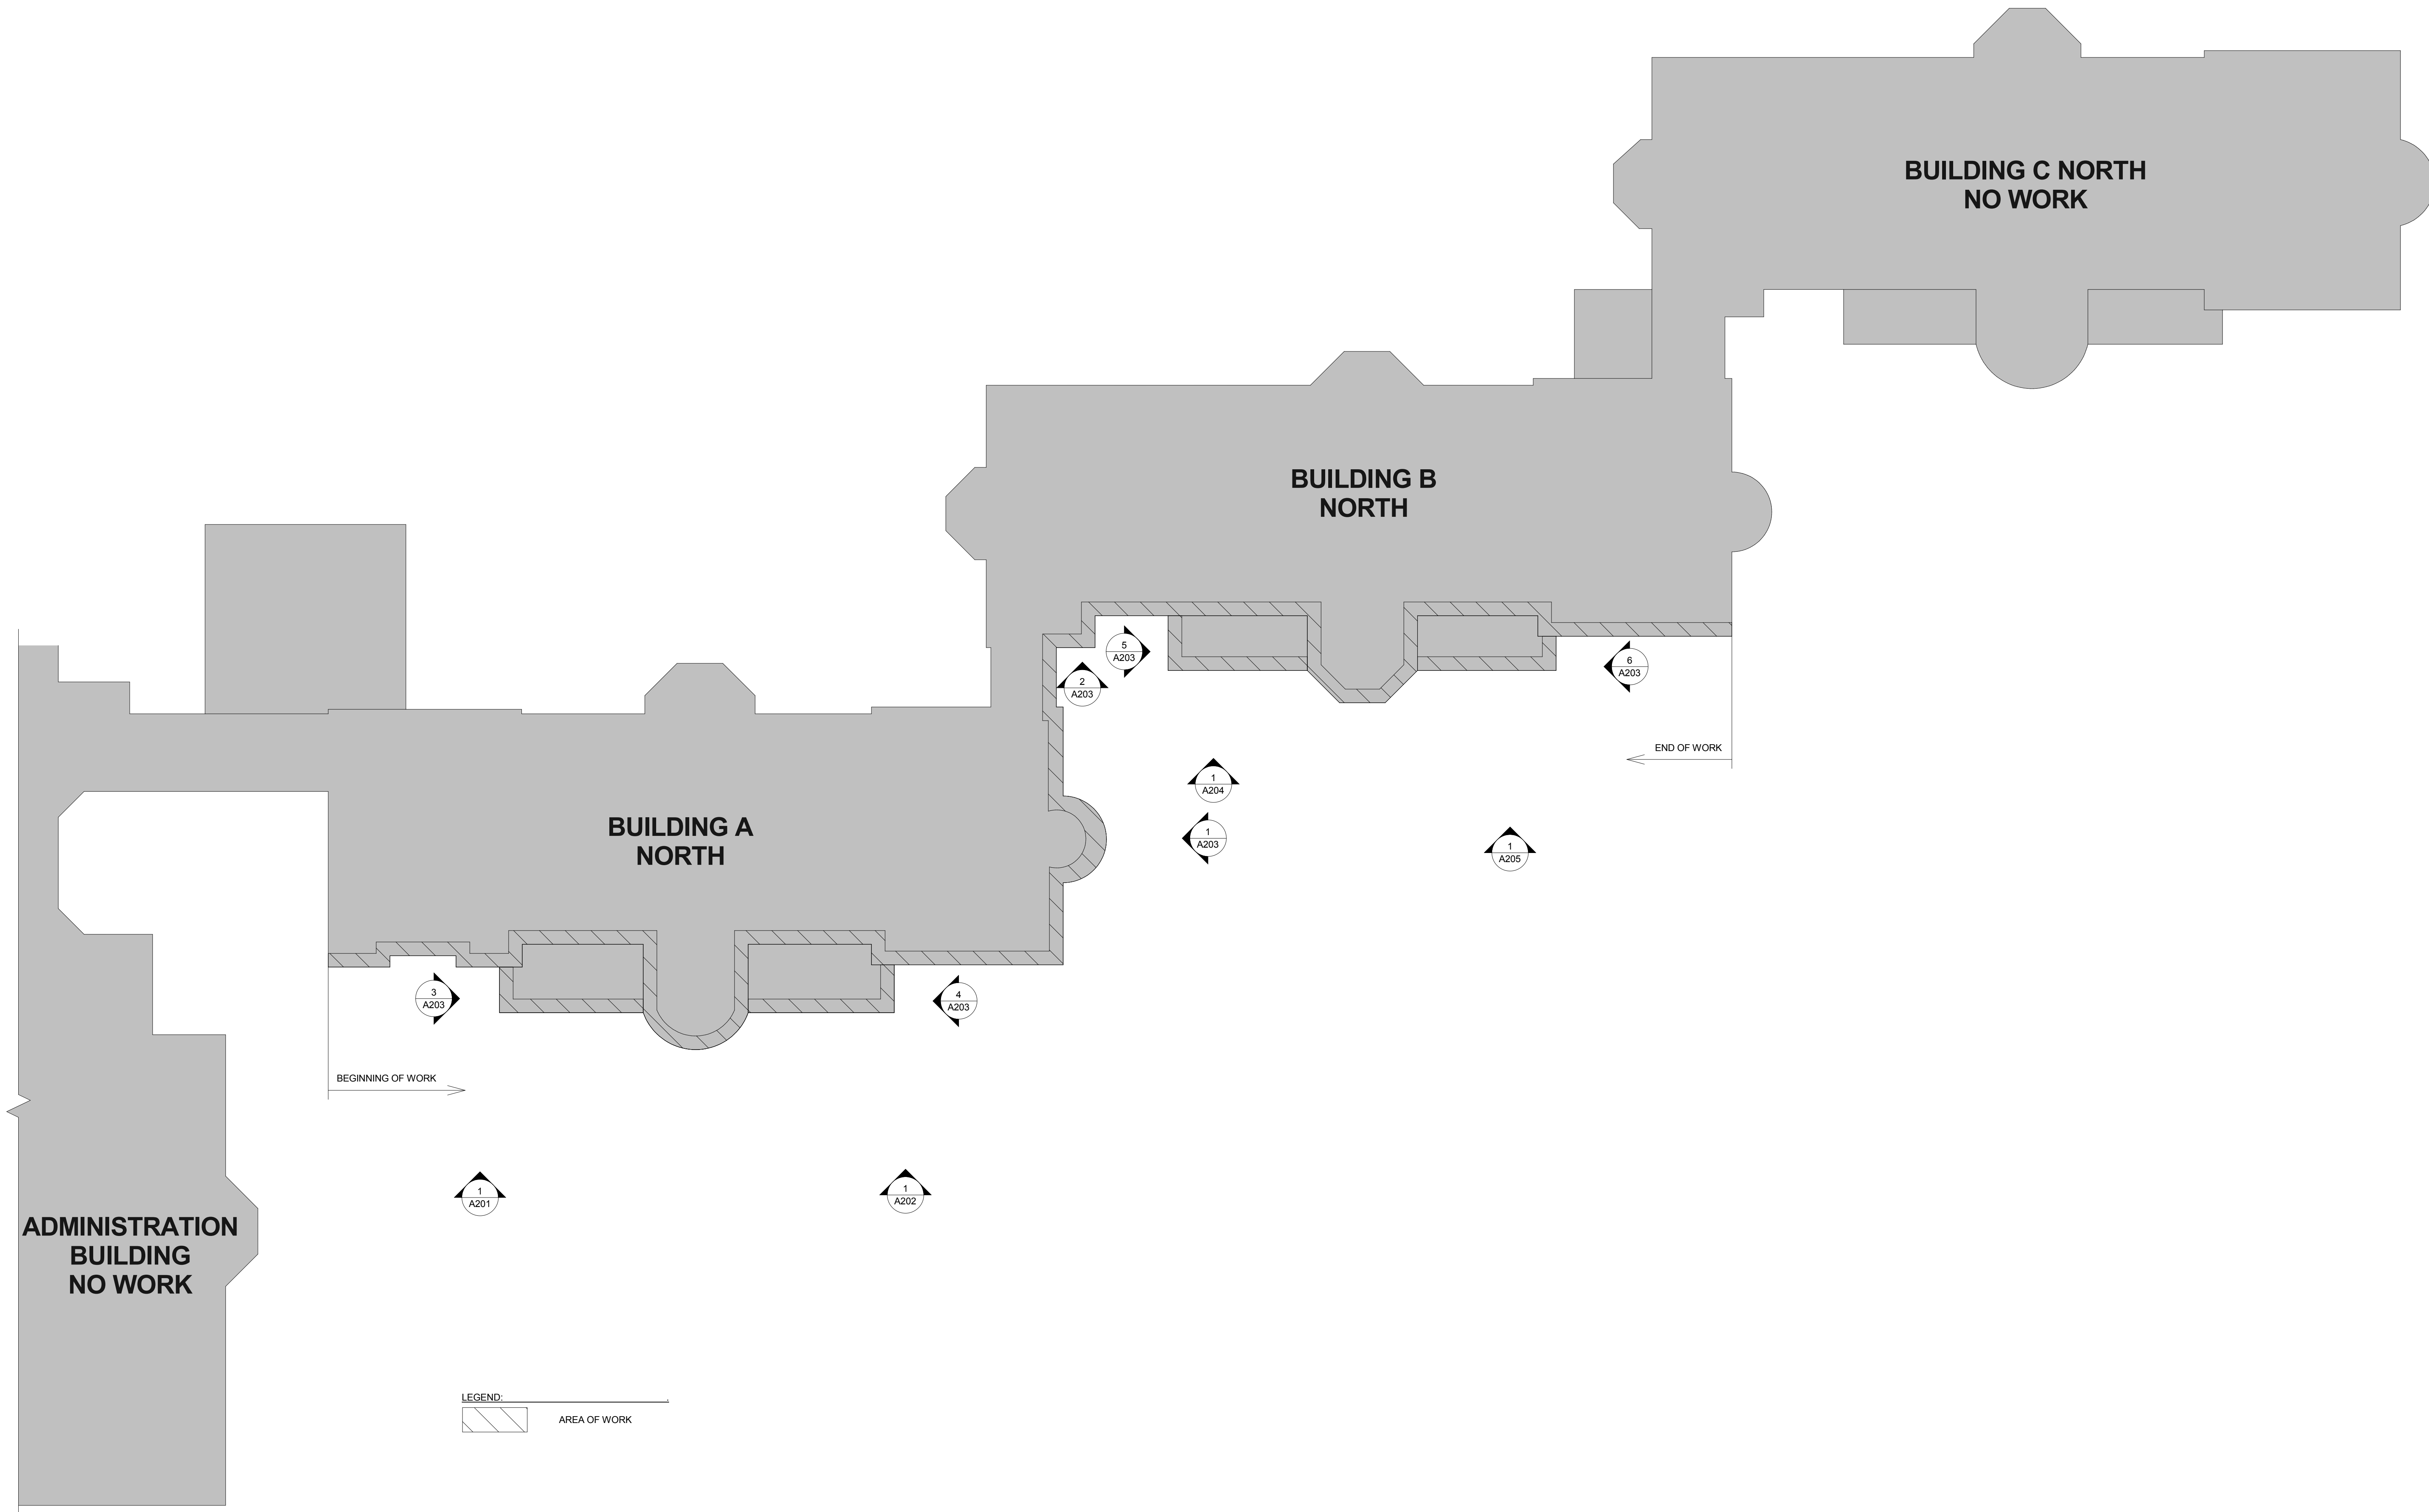 BUILDING C NORTH
NO WORK
BUILDING B
NORTH
5
A203
6
A203
2
A203
END OF WORK
1
A204
BUILDING A
NORTH
1
A203
1
A205
3
A203
4
A203
BEGINNING OF WORK
1
A201
1
A202
ADMINISTRATION
BUILDING
NO WORK
LEGEND:
AREA OF WORK